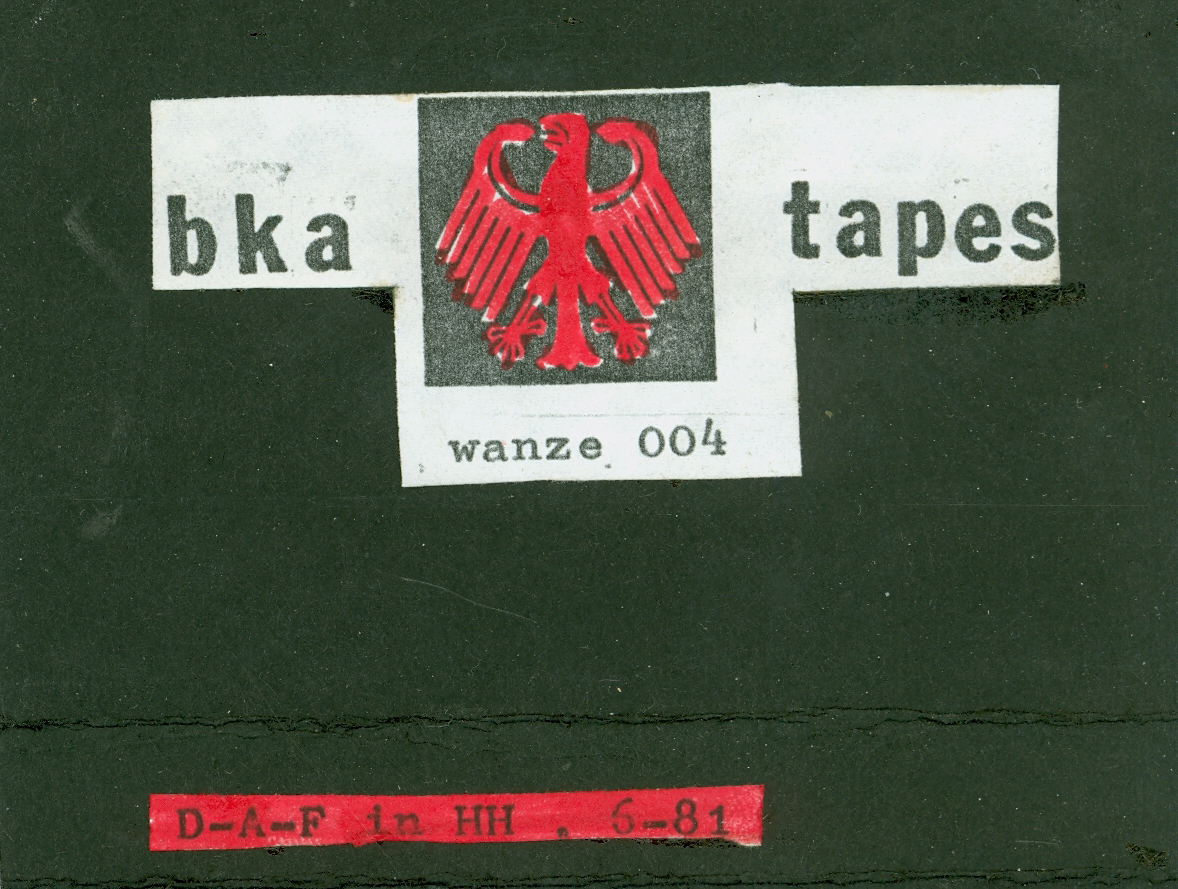 bka tapes
wanze 004
D-A-F in HH . 6-81